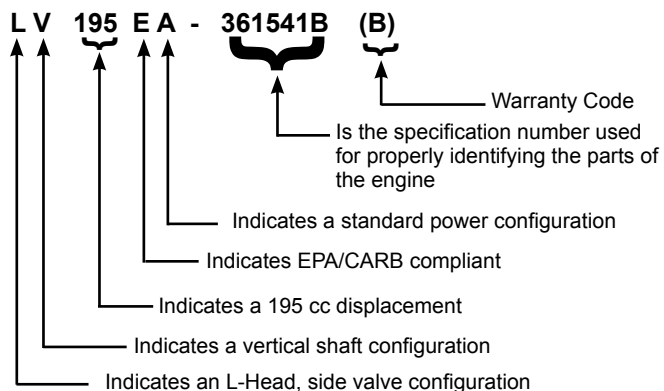 L V 195 E A - 361541B (B)
Warranty Code
Is the specification number used
for properly identifying the parts of
the engine
Indicates a standard power configuration
Indicates EPA/CARB compliant
Indicates a 195 cc displacement
Indicates a vertical shaft configuration
Indicates an L-Head, side valve configuration